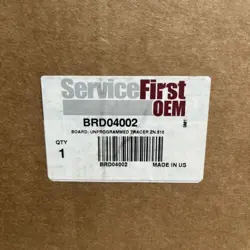 ServiceFirst
OEM
BRD04002
BOARD; UNPROGRAMMED TRACER ZN.510
QTY
1
BRD04002
MADE IN US